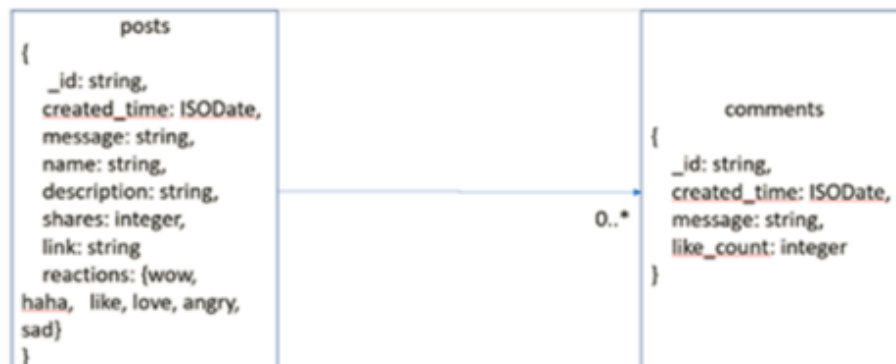 posts
{
_id: string,
created_time: ISODate,
message: string,
name: string,
description: string,
shares: integer,
link: string
reactions: {wow,
haha, like, love, angry,
sad}
}
0..*
comments
{
_id: string,
created_time: ISODate,
message: string,
like_count: integer
}